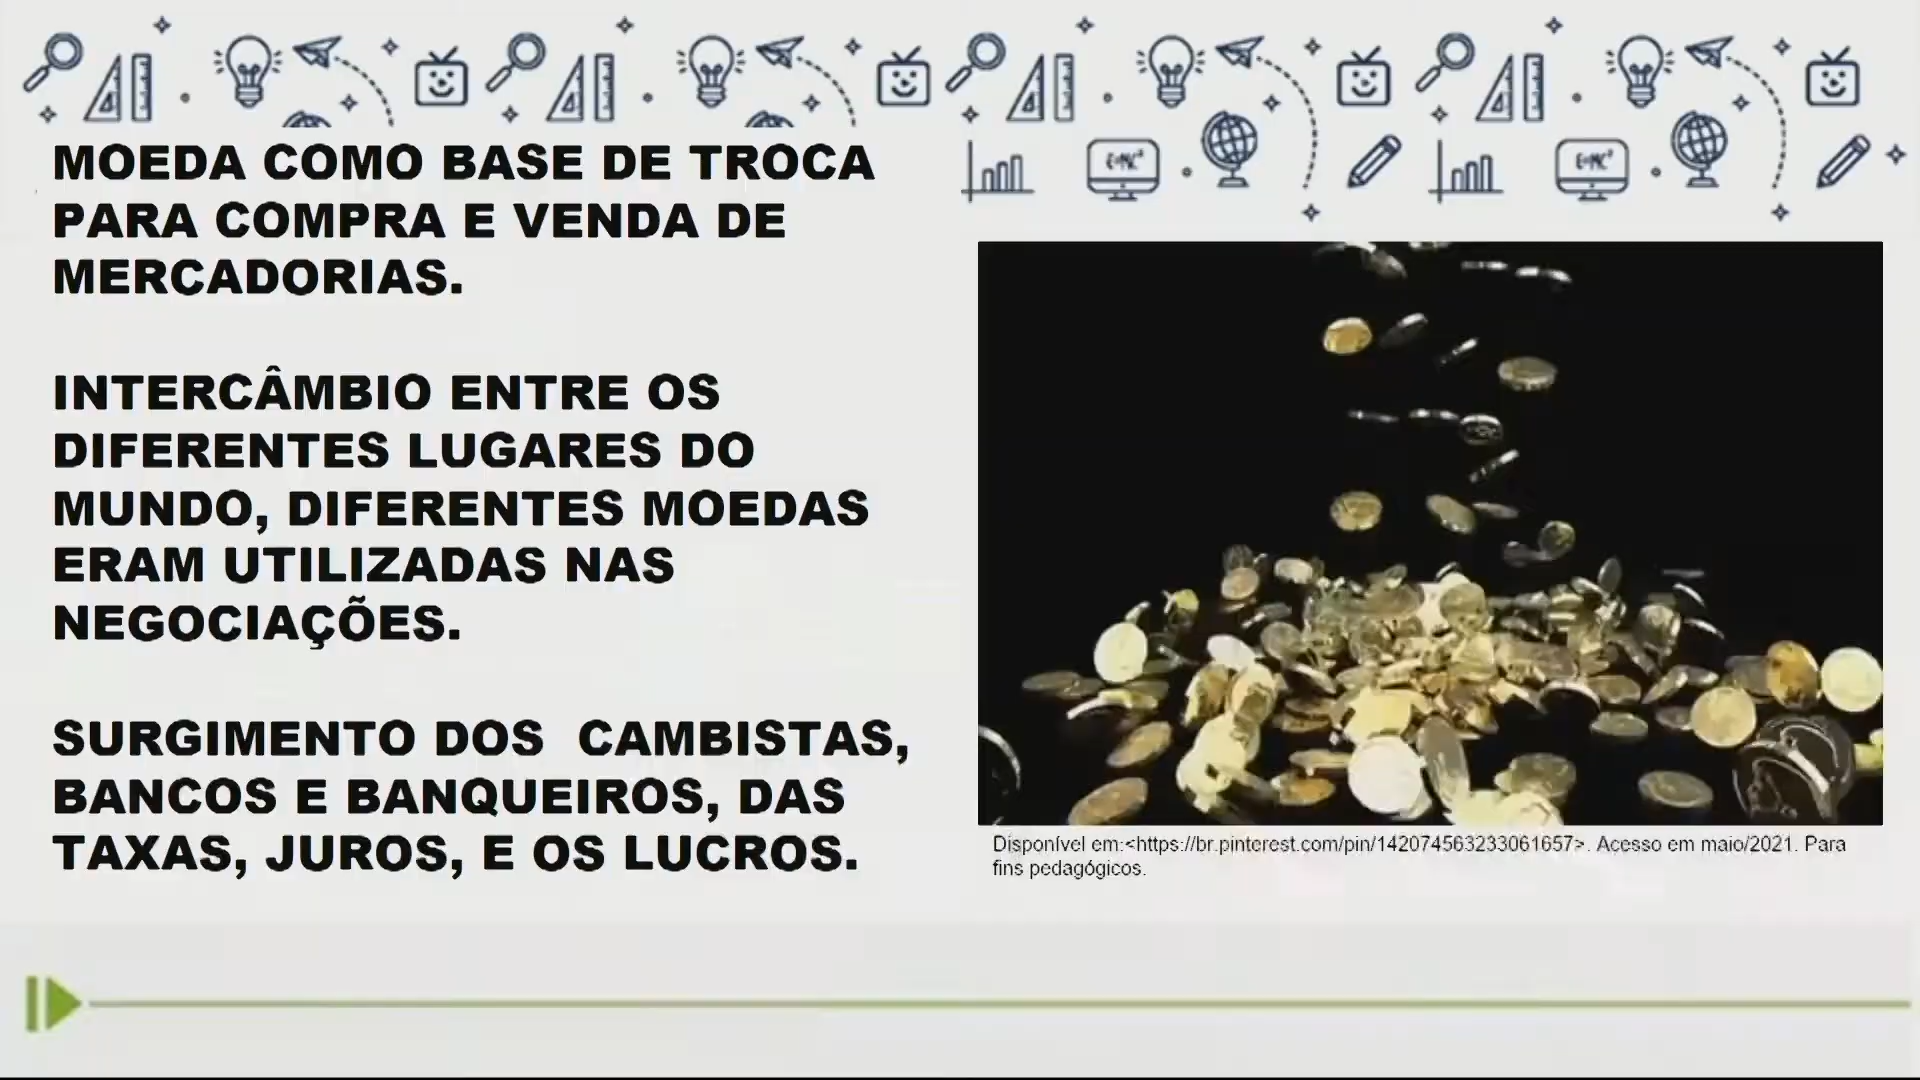 MOEDA COMO BASE DE TROCA
PARA COMPRA E VENDA DE
MERCADORIAS.
INTERCÂMBIO ENTRE OS
DIFERENTES LUGARES DO
MUNDO, DIFERENTES MOEDAS
ERAM UTILIZADAS NAS
NEGOCIAÇÕES.
SURGIMENTO DOS  CAMBISTAS,
BANCOS E BANQUEIROS, DAS
TAXAS, JUROS, E OS LUCROS.
E=MC²
E=MC²
Disponível em:<https://br.pinterest.com/pin/142074563233061657>. Acesso em maio/2021. Para
fins pedagógicos.